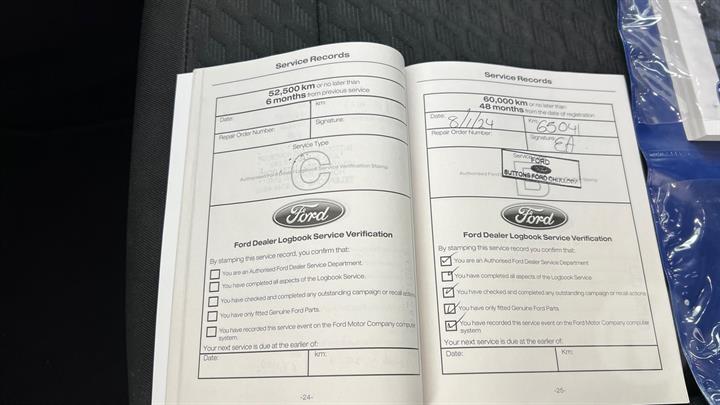 Service Records
52,500 km or no later than
6 months from previous service
Date:
km:
Repair Order Number:
Signature:
Service Type
C
Authorised Ford Dealer Logbook Service Verification Stamp
Ford
Ford Dealer Logbook Service Verification
By stamping this service record, you confirm that:
You are an Authorised Ford Dealer Service Department.
You have completed all aspects of the Logbook Service.
You have checked and completed any outstanding campaign or recall actions.
You have only fitted Genuine Ford Parts.
You have recorded this service event on the Ford Motor Company computer
system.
Your next service is due at the earlier of:
Date:
km:
-24-
Service Records
60,000 km or no later than
48 months from the date of registration
Date:
8/1/24
Km:
65041
Repair Order Number:
Signature:
EA
Service
FORD
BUTTONS FORD
Authorised Ford
Stamp
B
Ford
Ford Dealer Logbook Service Verification
By stamping this service record, you confirm that:
You are an Authorised Ford Dealer Service Department
You have completed all aspects of the Logbook Service.
You have checked and completed any outstanding campaign or recall actions.
You have only fitted Genuine Ford Parts.
You have recorded this service event on the Ford Motor Company computer
system.
Your next service is due at the earlier of:
Date:
Km:
-25-